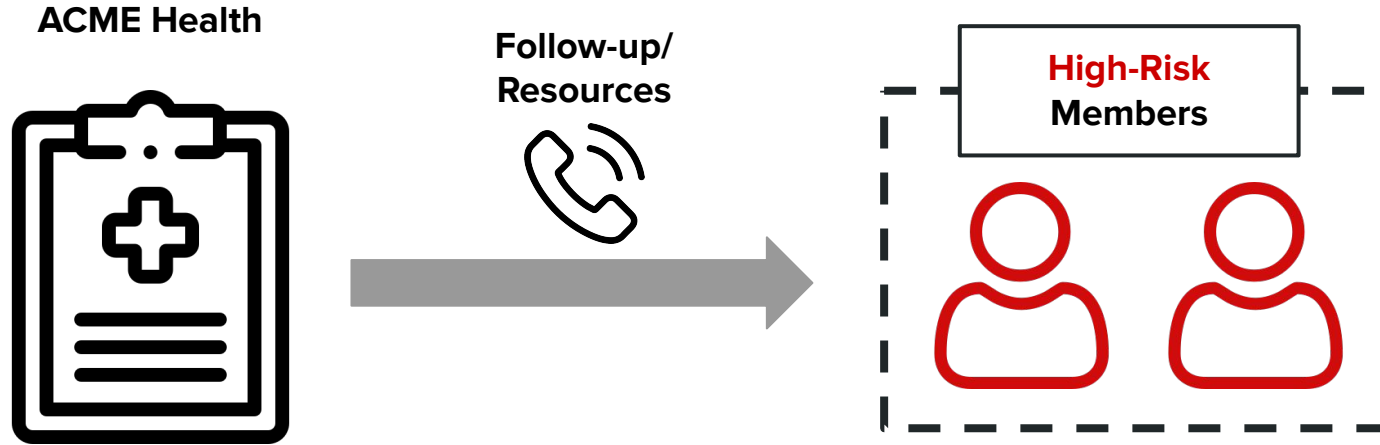 ACME Health
Follow-up/
Resources
High-Risk
Members